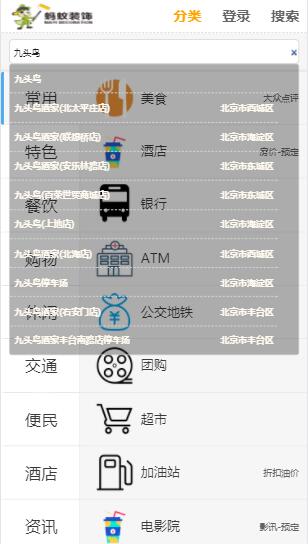 蚂蚁装饰
分类 登录 搜索
九头鸟 ×
九头鸟
九头鸟酒家(北太平庄店) 北京市西城区
九头鸟酒家(联想桥店) 北京市海淀区
九头鸟酒家(安乐林路店) 北京市东城区
九头鸟(百荣世贸商城店) 北京市东城区
九头鸟(上地店) 北京市海淀区
九头鸟酒家(北海店) 北京市西城区
九头鸟停车场 北京市海淀区
九头鸟酒家(右安门店) 北京市丰台区
九头鸟酒家丰台南路店停车场 北京市丰台区
常用 美食 大众点评
特色 酒店 房价-预定
餐饮 银行
购物 ATM
休闲 公交地铁
交通 团购
便民 超市
酒店 加油站 折扣油价
资讯 电影院 影讯-预定